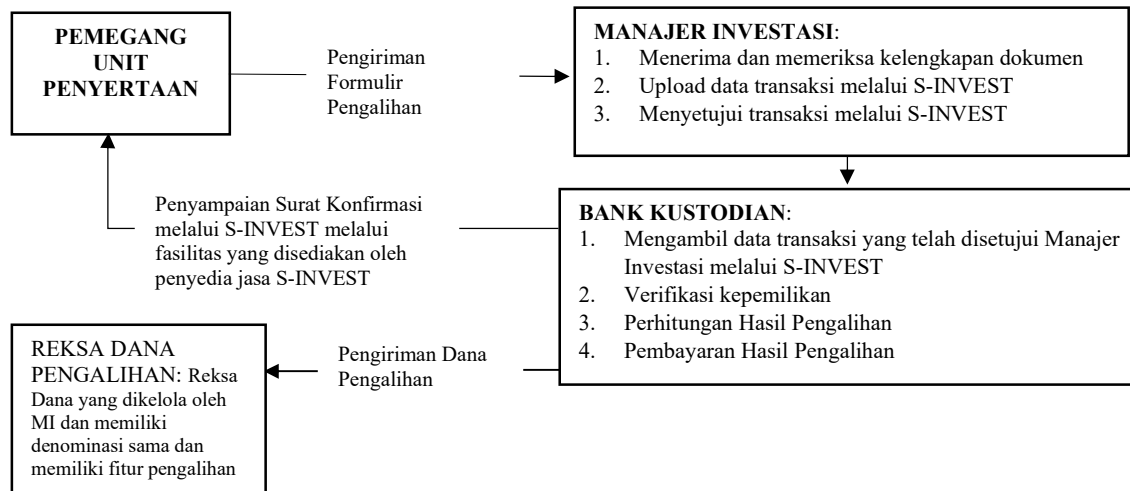 PEMEGANG
UNIT
PENYERTAAN
Pengiriman
Formulir
Pengalihan
MANAJER INVESTASI:
1. Menerima dan memeriksa kelengkapan dokumen
2. Upload data transaksi melalui S-INVEST
3. Menyetujui transaksi melalui S-INVEST
BANK KUSTODIAN:
1. Mengambil data transaksi yang telah disetujui Manajer
Investasi melalui S-INVEST
2. Verifikasi kepemilikan
3. Perhitungan Hasil Pengalihan
4. Pembayaran Hasil Pengalihan
Penyampaian Surat Konfirmasi
melalui S-INVEST melalui
fasilitas yang disediakan oleh
penyedia jasa S-INVEST
Pengiriman Dana
Pengalihan
REKSA DANA
PENGALIHAN: Reksa
Dana yang dikelola oleh
MI dan memiliki
denominasi sama dan
memiliki fitur pengalihan